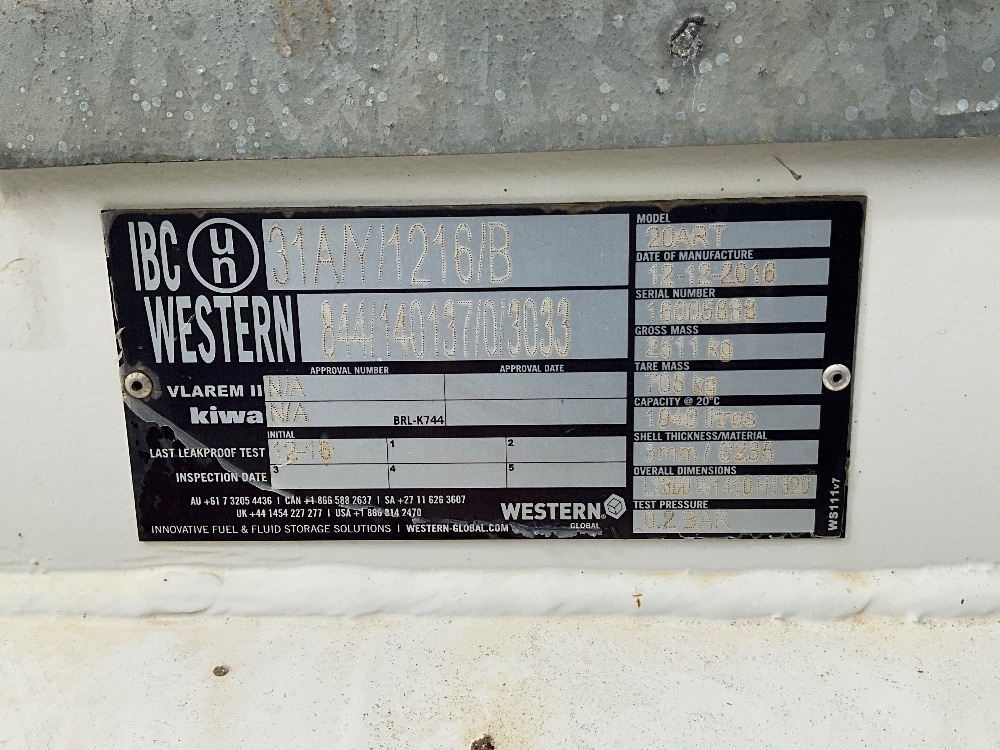 IBC un 31A/Y/1216/B
WESTERN 844/140137/0/3033
APPROVAL NUMBER APPROVAL DATE
VLAREM II N/A
kiwa N/A BRL-K744
INITIAL 1 2
LAST LEAKPROOF TEST
INSPECTION DATE 3 4 5
AU +61 7 3205 4436 | CAN +1 866 588 2637 | SA +27 11 626 3607
UK +44 1454 227 277 | USA +1 866 814 2470
INNOVATIVE FUEL & FLUID STORAGE SOLUTIONS | WESTERN-GLOBAL.COM
WESTERN
GLOBAL
MODEL
20ART
DATE OF MANUFACTURE
12-12-2016
SERIAL NUMBER
GROSS MASS
kg
TARE MASS
kg
CAPACITY @ 20°C
litres
SHELL THICKNESS/MATERIAL
OVERALL DIMENSIONS
TEST PRESSURE
0.2 BAR
WS111v7